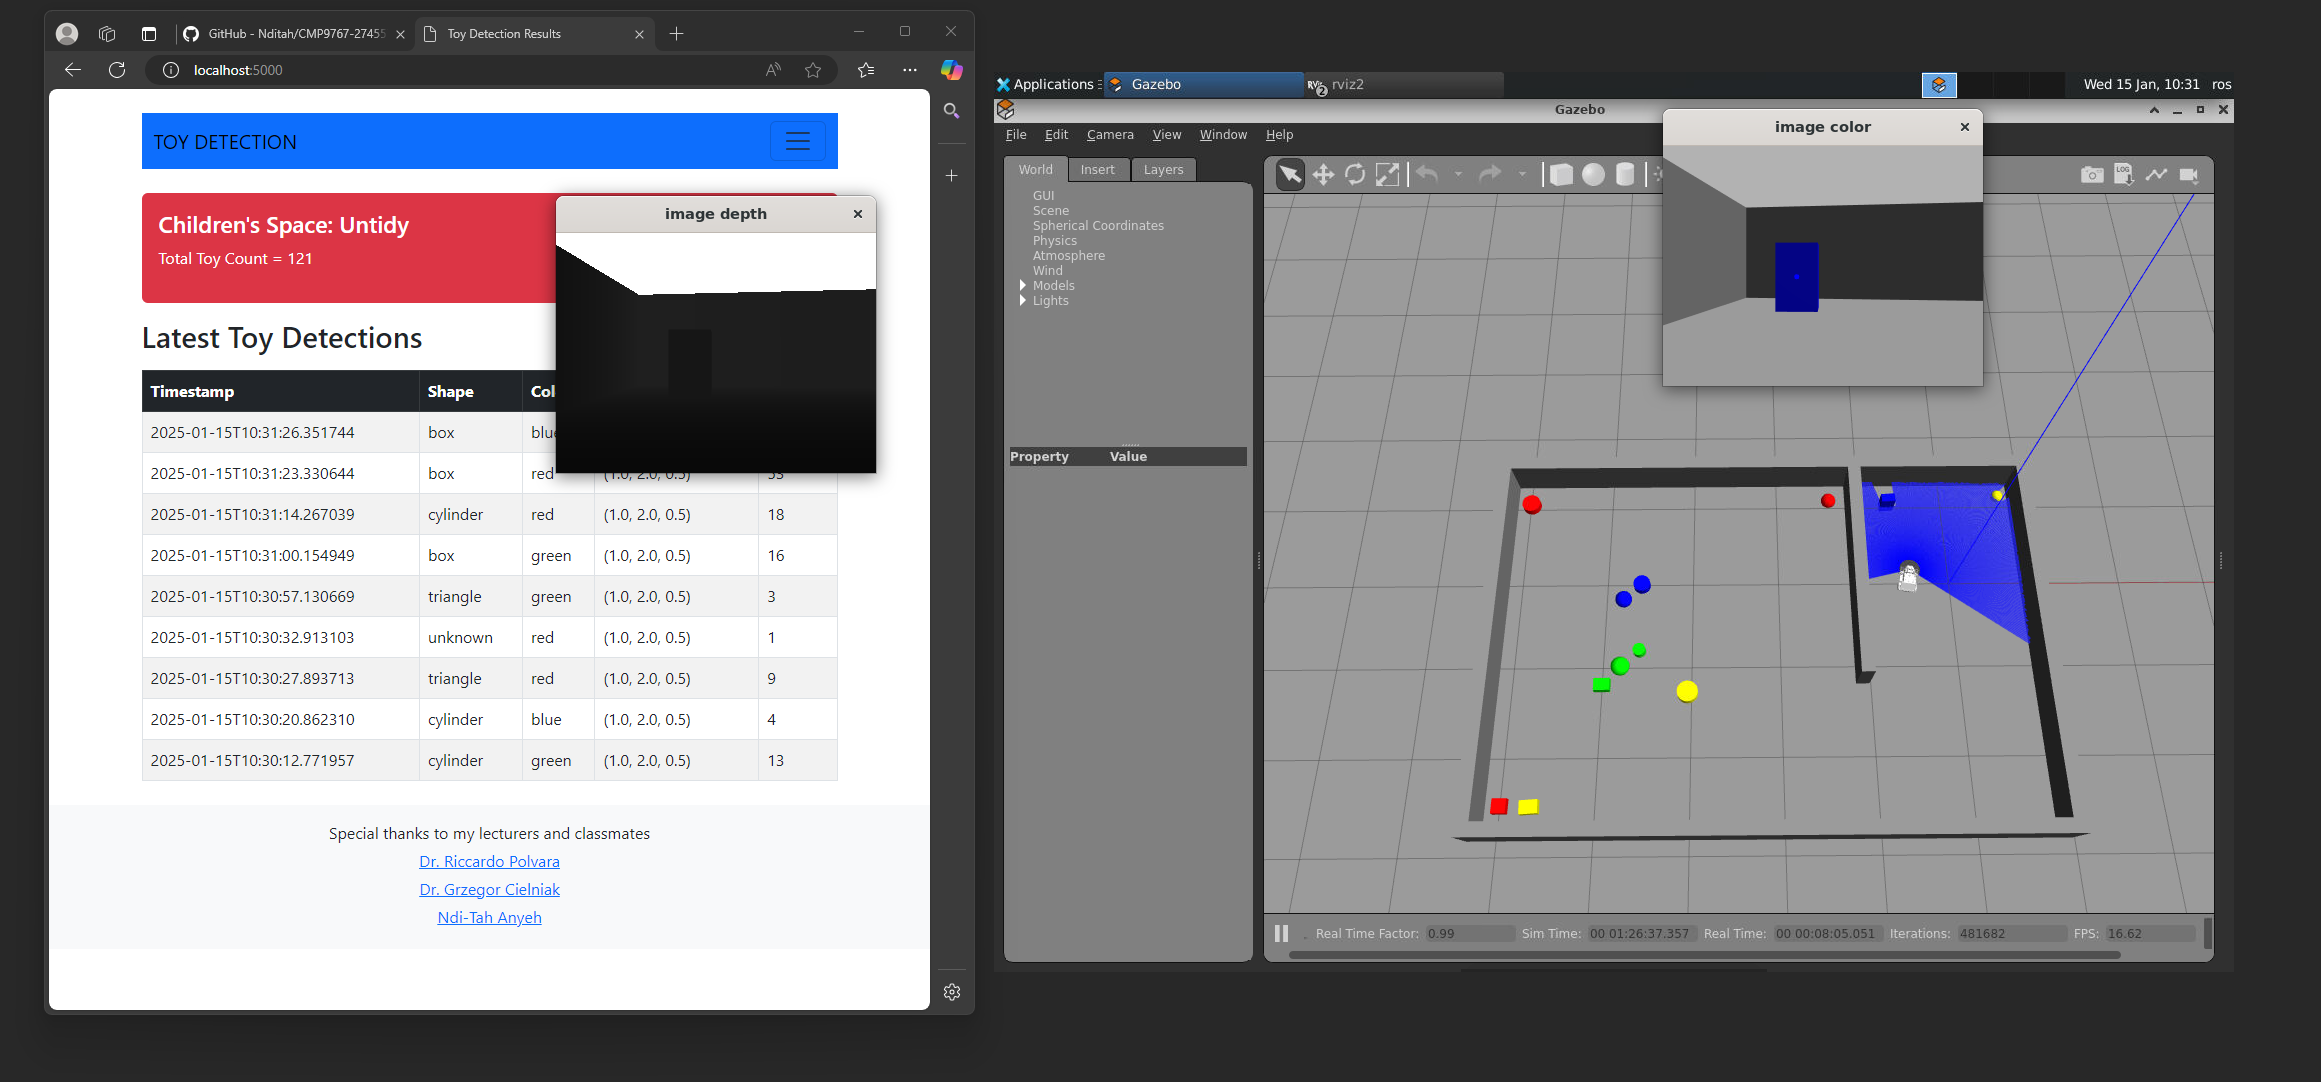 GitHub - Nditah/CMP9767-27455
Toy Detection Results
localhost:5000
TOY DETECTION
Children's Space: Untidy
Total Toy Count = 121
image depth
Latest Toy Detections
Timestamp Shape Col
2025-01-15T10:31:26.351744 box blue
2025-01-15T10:31:23.330644 box red (1.0, 2.0, 0.5) 53
2025-01-15T10:31:14.267039 cylinder red (1.0, 2.0, 0.5) 18
2025-01-15T10:31:00.154949 box green (1.0, 2.0, 0.5) 16
2025-01-15T10:30:57.130669 triangle green (1.0, 2.0, 0.5) 3
2025-01-15T10:30:32.913103 unknown red (1.0, 2.0, 0.5) 1
2025-01-15T10:30:27.893713 triangle red (1.0, 2.0, 0.5) 9
2025-01-15T10:30:20.862310 cylinder blue (1.0, 2.0, 0.5) 4
2025-01-15T10:30:12.771957 cylinder green (1.0, 2.0, 0.5) 13
Special thanks to my lecturers and classmates
Dr. Riccardo Polvara
Dr. Grzegor Cielniak
Ndi-Tah Anyeh
Applications Gazebo rviz2 Wed 15 Jan, 10:31 ros
Gazebo
File Edit Camera View Window Help
image color
World Insert Layers
GUI
Scene
Spherical Coordinates
Physics
Atmosphere
Wind
Models
Lights
Property Value
LOG
Real Time Factor: 0.99 Sim Time: 00 01:26:37.357 Real Time: 00 00:08:05.051 Iterations: 481682 FPS: 16.62